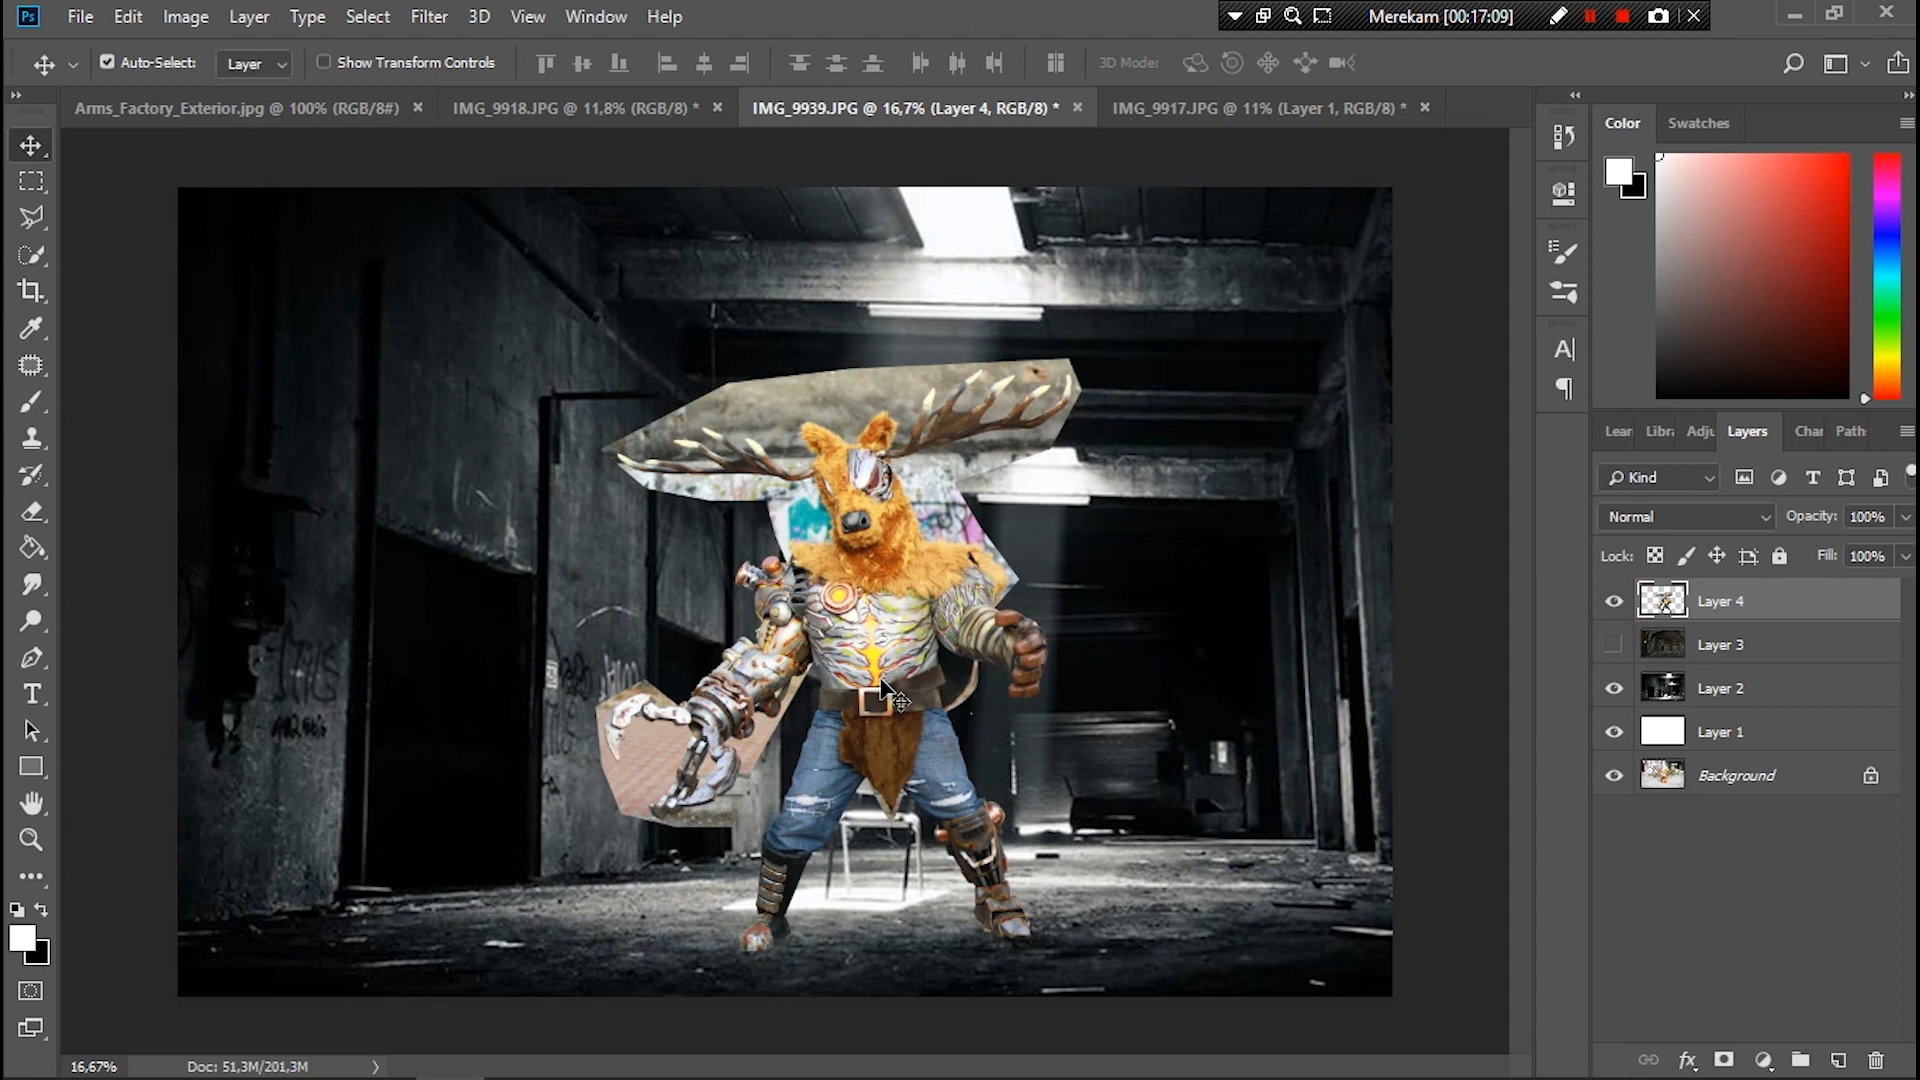 Ps File Edit Image Layer Type Select Filter 3D View Window Help
Merekam [00:17:09]
Auto-Select: Layer Show Transform Controls 3D Mode:
Arms_Factory_Exterior.jpg @ 100% (RGB/8#) IMG_9918.JPG @ 11,8% (RGB/8) * IMG_9939.JPG @ 16,7% (Layer 4, RGB/8) * IMG_9917.JPG @ 11% (Layer 1, RGB/8) *
Color Swatches
Lear Libra Adju Layers Char Paths
Kind
Normal Opacity: 100%
Lock: Fill: 100%
Layer 4
Layer 3
Layer 2
Layer 1
Background
16,67% Doc: 51,3M/201,3M